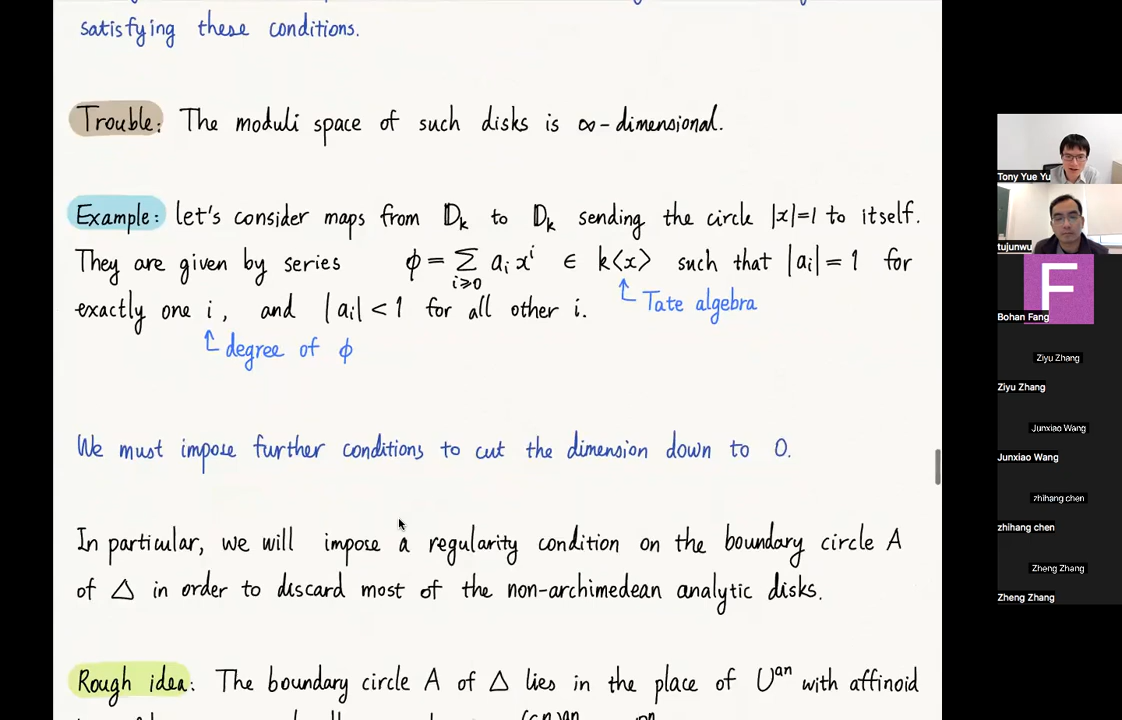 satisfying these conditions.
Trouble: The moduli space of such disks is ∞-dimensional.
Example: let's consider maps from 𝔻ₖ to 𝔻ₖ sending the circle |x|=1 to itself.
They are given by series ϕ = ∑ aᵢ xⁱ ∈ k⟨x⟩ such that |aᵢ| = 1 for
i⩾0
exactly one i, and |aᵢ| < 1 for all other i.
↑ Tate algebra
↑ degree of ϕ
We must impose further conditions to cut the dimension down to 0.
In particular, we will impose a regularity condition on the boundary circle A
of △ in order to discard most of the non-archimedean analytic disks.
Rough idea: The boundary circle A of △ lies in the place of Uᵃⁿ with affinoid
Tony Yue Yu
tujunwu
F
Bohan Fang
Ziyu Zhang
Ziyu Zhang
Junxiao Wang
Junxiao Wang
zhihang chen
zhihang chen
Zheng Zhang
Zheng Zhang